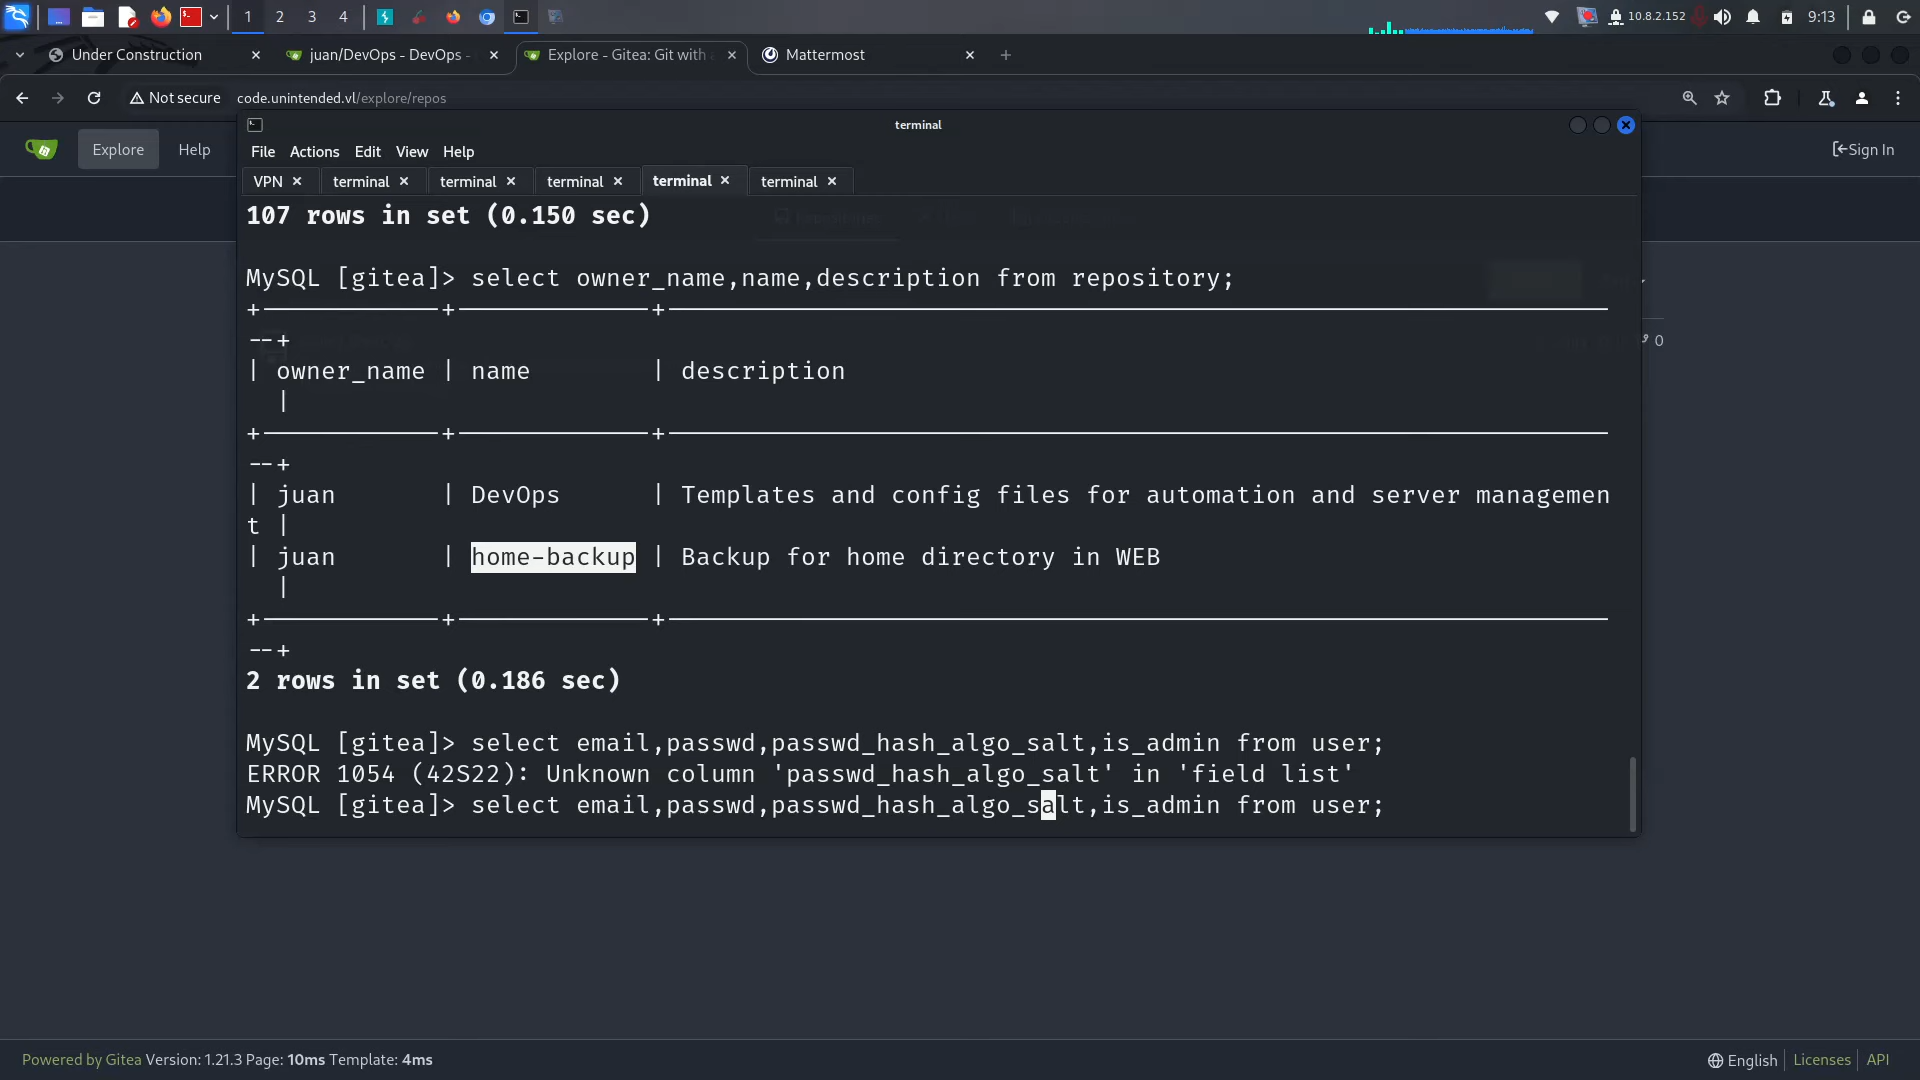 1 2 3 4 10.8.2.152 9:13
Under Construction juan/DevOps - DevOps - Explore - Gitea: Git with a Mattermost
Not secure code.unintended.vl/explore/repos
terminal
Explore Help Sign In
File Actions Edit View Help
VPN terminal terminal terminal terminal terminal
107 rows in set (0.150 sec)
MySQL [gitea]> select owner_name,name,description from repository;
--+
| owner_name | name | description
|
--+
| juan | DevOps | Templates and config files for automation and server managemen
t |
| juan | home-backup | Backup for home directory in WEB
|
--+
2 rows in set (0.186 sec)
MySQL [gitea]> select email,passwd,passwd_hash_algo_salt,is_admin from user;
ERROR 1054 (42S22): Unknown column 'passwd_hash_algo_salt' in 'field list'
MySQL [gitea]> select email,passwd,passwd_hash_algo_salt,is_admin from user;
0
Powered by Gitea Version: 1.21.3 Page: 10ms Template: 4ms English Licenses API